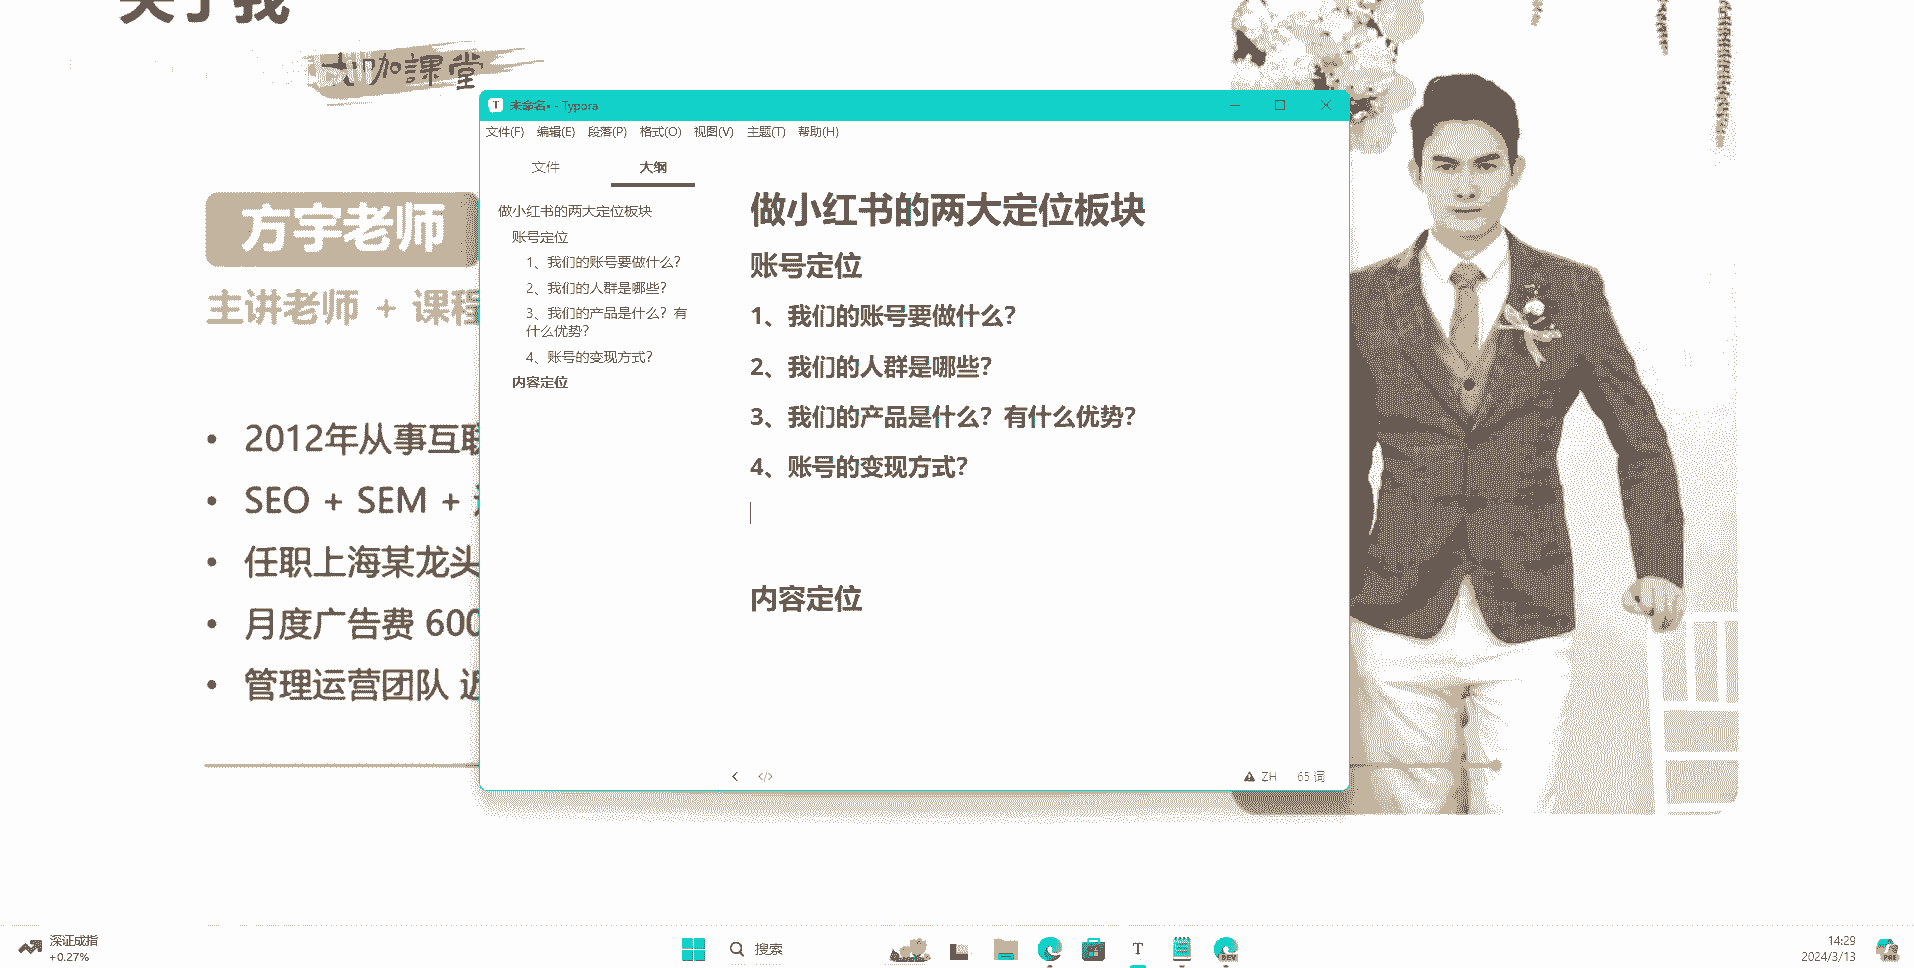 关于我
大咖課堂
方宇老师
主讲老师 + 课程
2012年从事互联
SEO + SEM +
任职上海某龙头
月度广告费 600
管理运营团队 近
未命名• - Typora
文件(F) 编辑(E) 段落(P) 格式(O) 视图(V) 主题(T) 帮助(H)
文件 大纲
做小红书的两大定位板块
账号定位
1、我们的账号要做什么？
2、我们的人群是哪些？
3、我们的产品是什么？有
什么优势？
4、账号的变现方式？
内容定位
做小红书的两大定位板块
账号定位
1、我们的账号要做什么？
2、我们的人群是哪些？
3、我们的产品是什么？有什么优势？
4、账号的变现方式？
内容定位
</> ZH 65 词
深证成指
+0.27%
搜索
T
DEV
14:29
2024/3/13
PRE